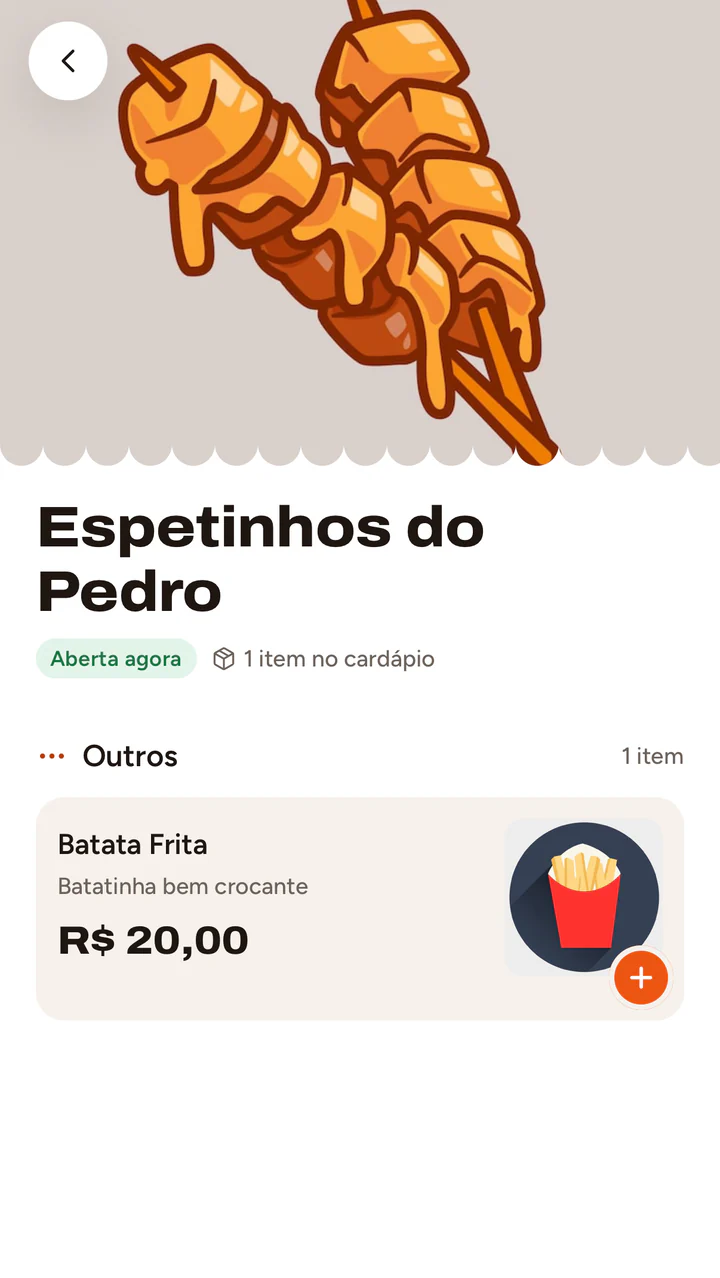 Espetinhos do
Pedro
Aberta agora
1 item no cardápio
Outros
1 item
Batata Frita
Batatinha bem crocante
R$ 20,00